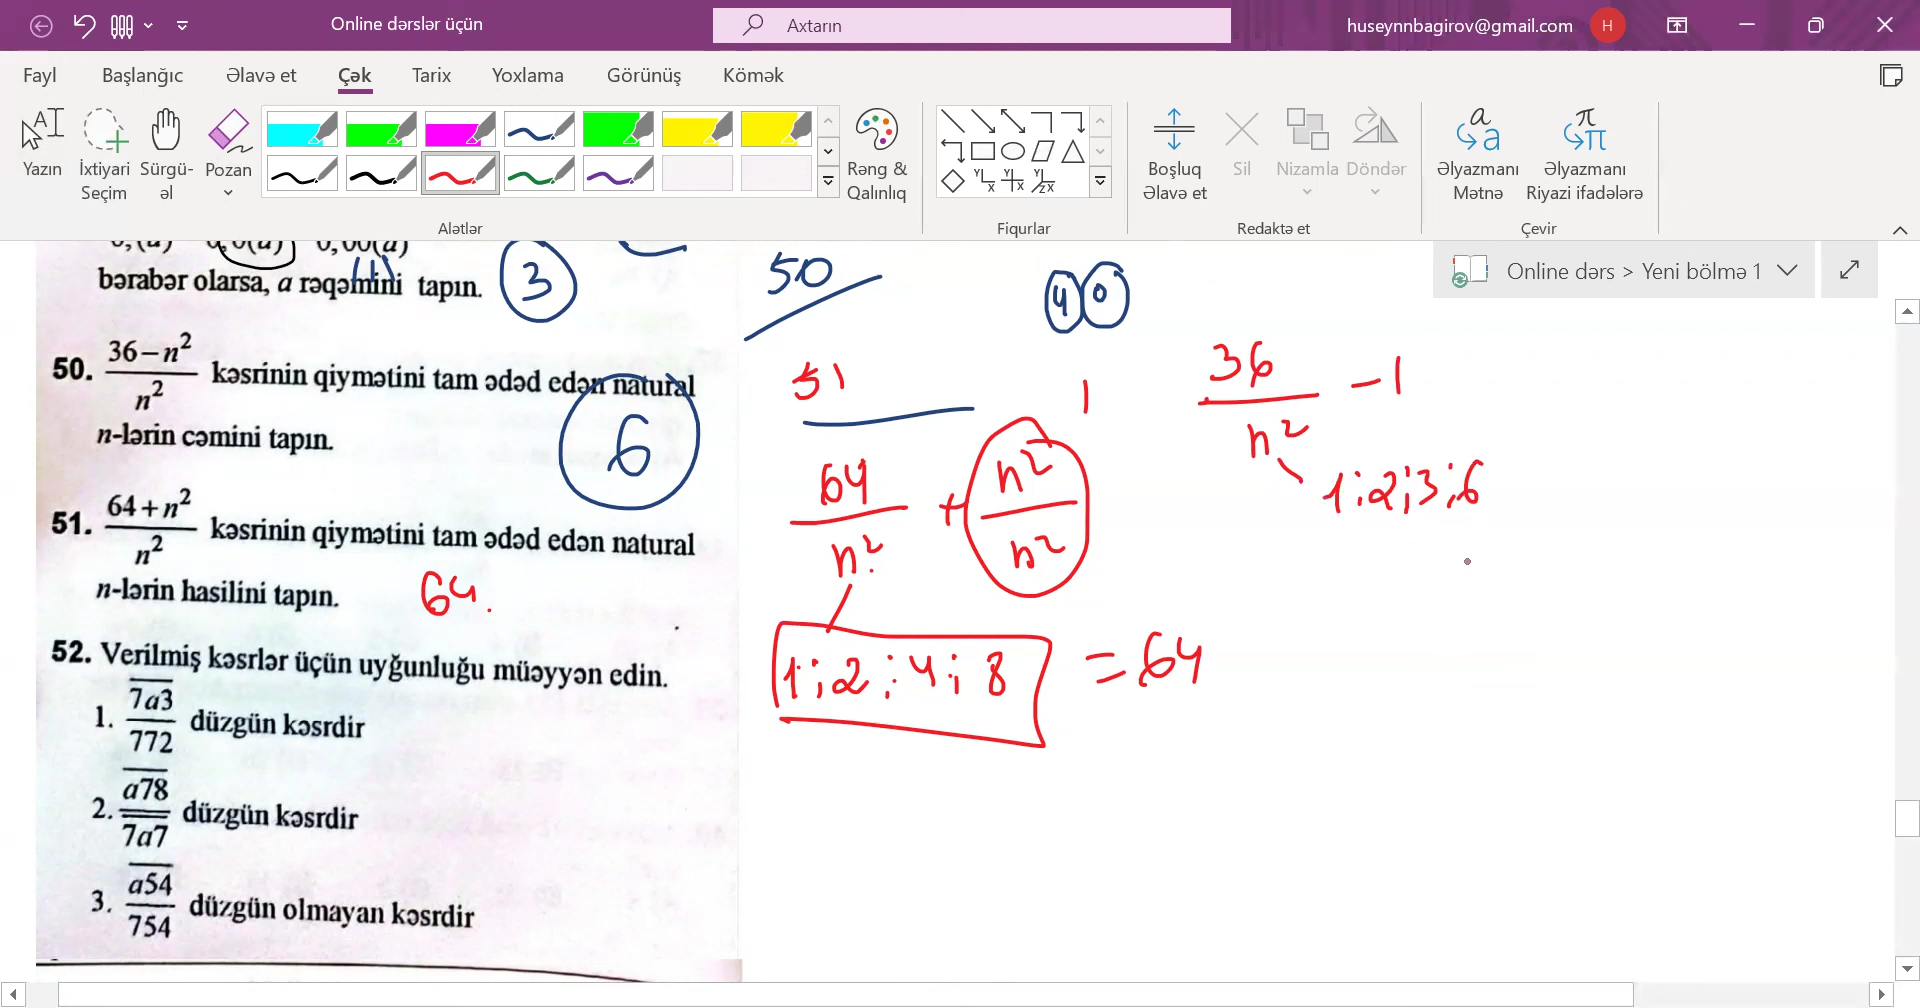 Online dərslər üçün
Axtarın
huseynnbagirov@gmail.com
H
Fayl Başlanğıc Əlavə et Çək Tarix Yoxlama Görünüş Kömək
Yazın
İxtiyari Seçim
Sürgü-əl
Pozan
Rəng & Qalınlıq
Boşluq Əlavə et
Sil
Nizamla
Döndər
Əlyazmanı Mətnə
Əlyazmanı Riyazi ifadələrə
Alətlər
Fiqurlar
Redaktə et
Çevir
Online dərs > Yeni bölmə 1
0,(a) 0,0(a) 0,00(a)
bərabər olarsa, a rəqəmini tapın.
3
50. (36−n²)/n² kəsrinin qiymətini tam ədəd edən natural
n-lərin cəmini tapın.
6
51. (64+n²)/n² kəsrinin qiymətini tam ədəd edən natural
n-lərin hasilini tapın.
64.
52. Verilmiş kəsrlər üçün uyğunluğu müəyyən edin.
1. 7a3/772 düzgün kəsrdir
2. a78/7a7 düzgün kəsrdir
3. a54/754 düzgün olmayan kəsrdir
50
40
51
1
64/n² + n²/n²
1;2;4;8 = 64
36/n² − 1
1;2;3;6